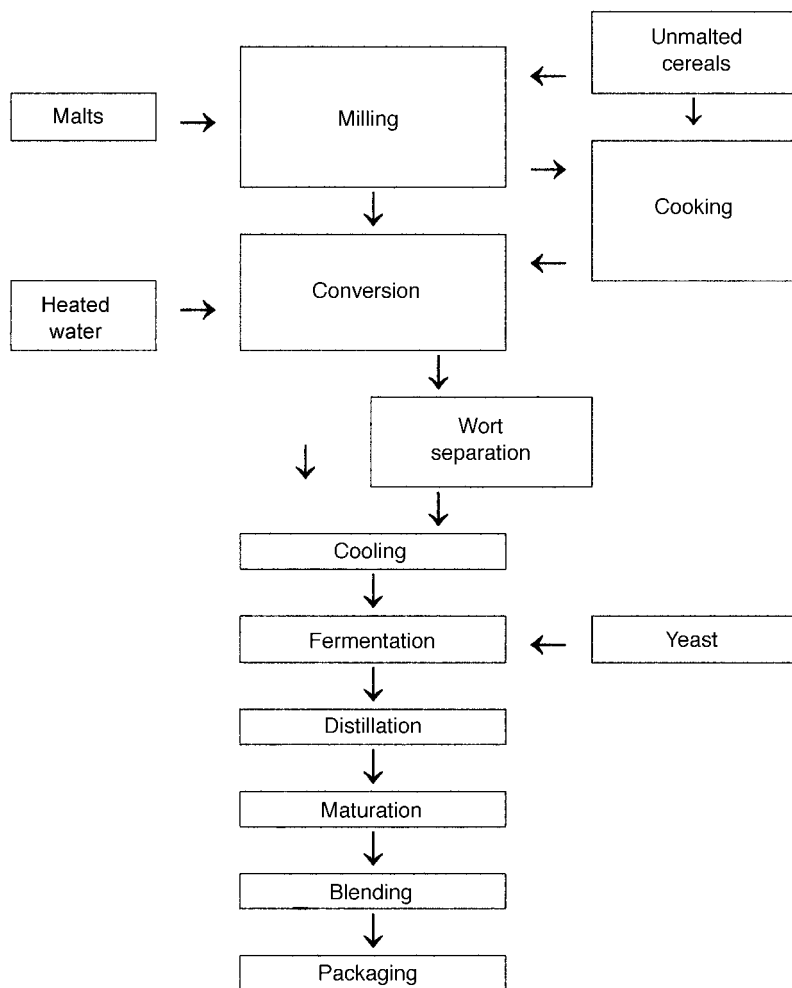 Unmalted
cereals
Malts
Milling
Cooking
Heated
water
Conversion
Wort
separation
Cooling
Fermentation
Yeast
Distillation
Maturation
Blending
Packaging